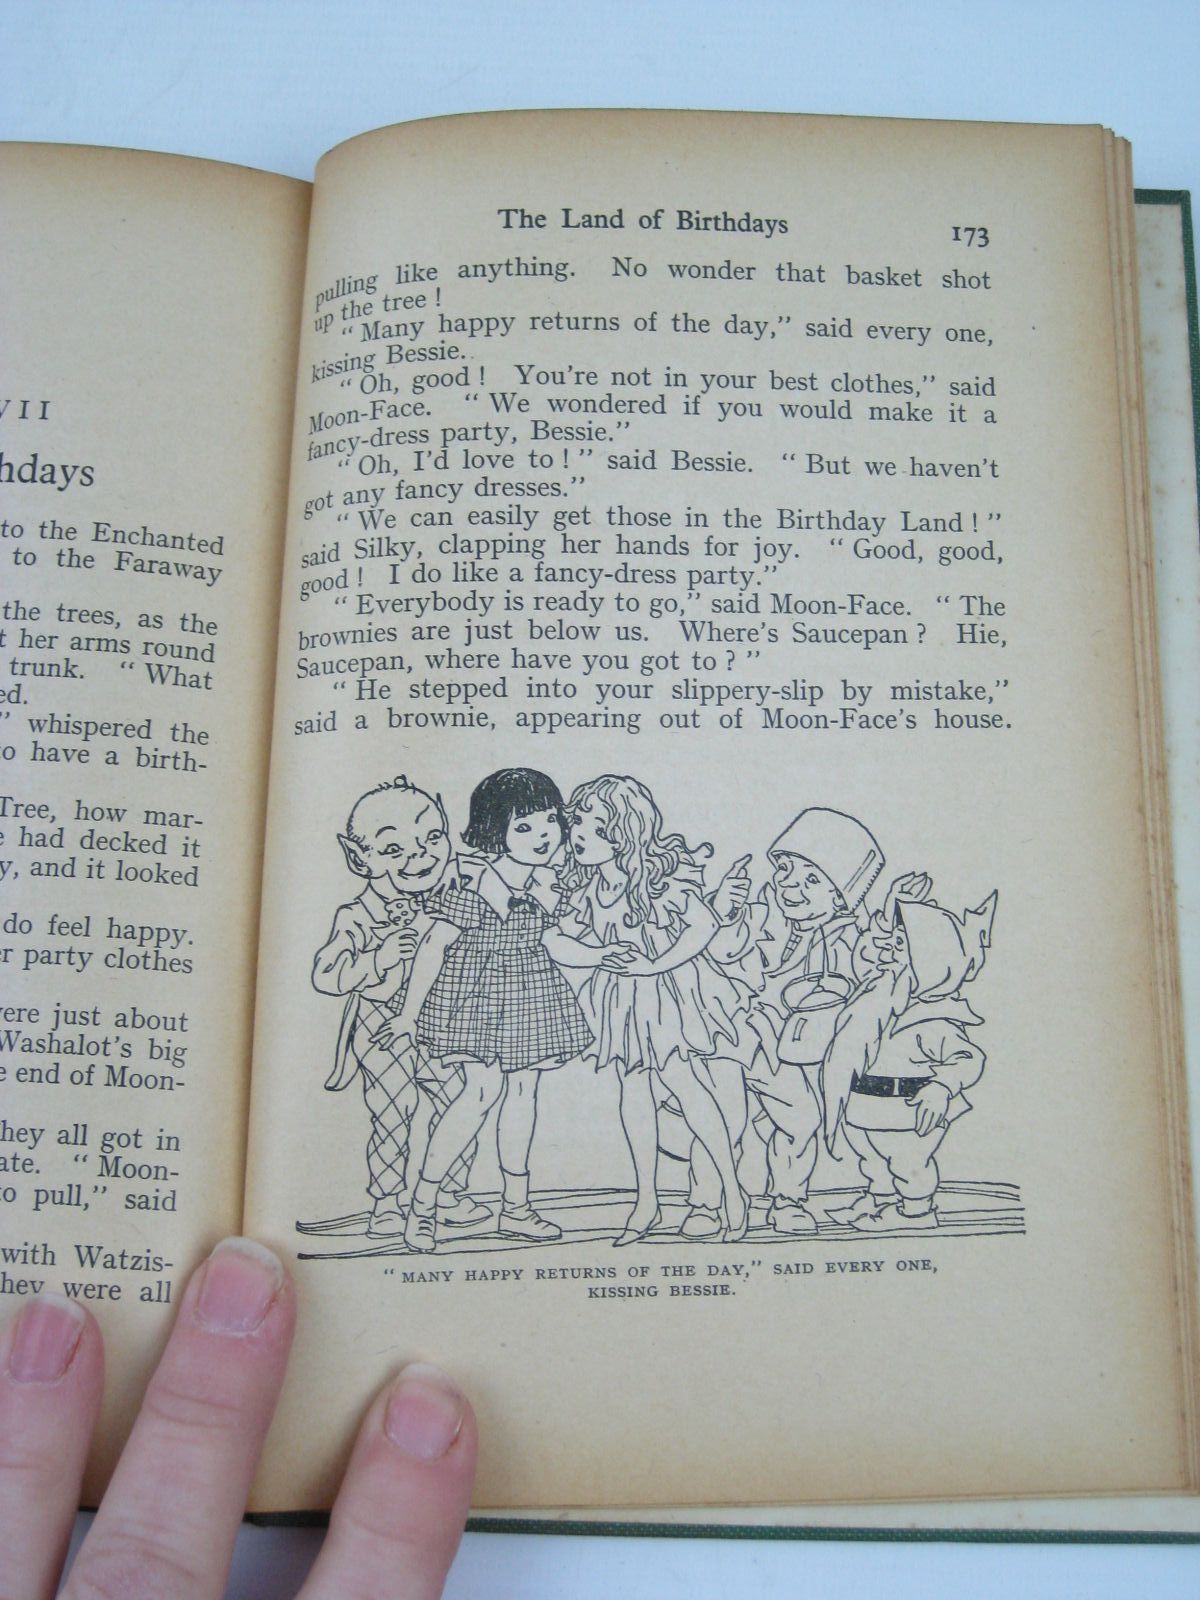 VII
hdays
to the Enchanted
to the Faraway
the trees, as the
t her arms round
trunk. “ What
ed.
” whispered the
o have a birth-
Tree, how mar-
e had decked it
y, and it looked
do feel happy.
er party clothes
vere just about
Washalot's big
e end of Moon-
hey all got in
ate. “ Moon-
to pull,” said
with Watzis-
hey were all
The Land of Birthdays 173
pulling like anything. No wonder that basket shot
up the tree !
“ Many happy returns of the day,” said every one,
kissing Bessie.
“ Oh, good ! You're not in your best clothes,” said
Moon-Face. “ We wondered if you would make it a
fancy-dress party, Bessie.”
“ Oh, I'd love to ! ” said Bessie. “ But we haven't
got any fancy dresses.”
“ We can easily get those in the Birthday Land ! ”
said Silky, clapping her hands for joy. “ Good, good,
good ! I do like a fancy-dress party.”
“ Everybody is ready to go,” said Moon-Face. “ The
brownies are just below us. Where's Saucepan ? Hie,
Saucepan, where have you got to ? ”
“ He stepped into your slippery-slip by mistake,”
said a brownie, appearing out of Moon-Face's house.
“ MANY HAPPY RETURNS OF THE DAY,” SAID EVERY ONE,
KISSING BESSIE.